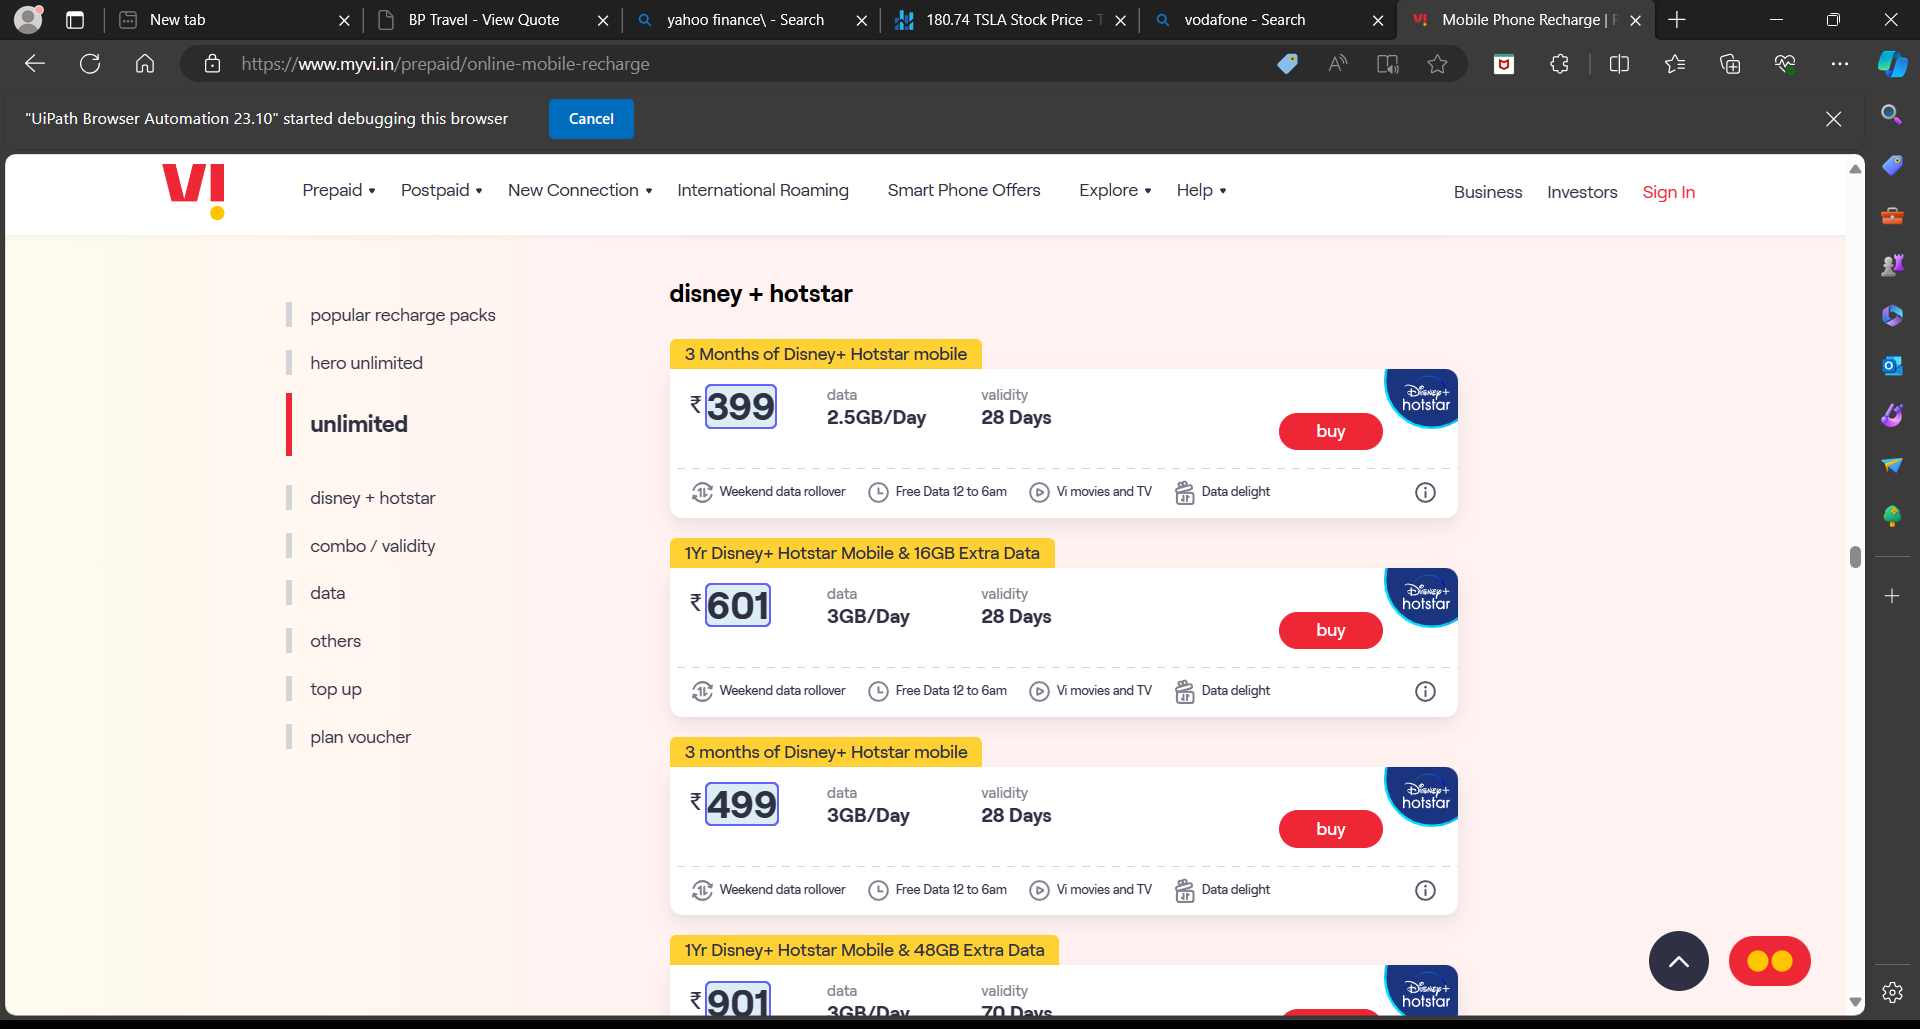 New tab
BP Travel - View Quote
yahoo finance\ - Search
180.74 TSLA Stock Price - T
vodafone - Search
Mobile Phone Recharge | P
https://www.myvi.in/prepaid/online-mobile-recharge
"UiPath Browser Automation 23.10" started debugging this browser
Cancel
VI
Prepaid
Postpaid
New Connection
International Roaming
Smart Phone Offers
Explore
Help
Business
Investors
Sign In
popular recharge packs
hero unlimited
unlimited
disney + hotstar
combo / validity
data
others
top up
plan voucher
disney + hotstar
3 Months of Disney+ Hotstar mobile
₹ 399
data
2.5GB/Day
validity
28 Days
buy
Disney+
hotstar
Weekend data rollover
Free Data 12 to 6am
Vi movies and TV
Data delight
1Yr Disney+ Hotstar Mobile & 16GB Extra Data
₹ 601
data
3GB/Day
validity
28 Days
buy
Disney+
hotstar
Weekend data rollover
Free Data 12 to 6am
Vi movies and TV
Data delight
3 months of Disney+ Hotstar mobile
₹ 499
data
3GB/Day
validity
28 Days
buy
Disney+
hotstar
Weekend data rollover
Free Data 12 to 6am
Vi movies and TV
Data delight
1Yr Disney+ Hotstar Mobile & 48GB Extra Data
₹ 901
data
3GB/Day
validity
70 Days
Disney+
hotstar